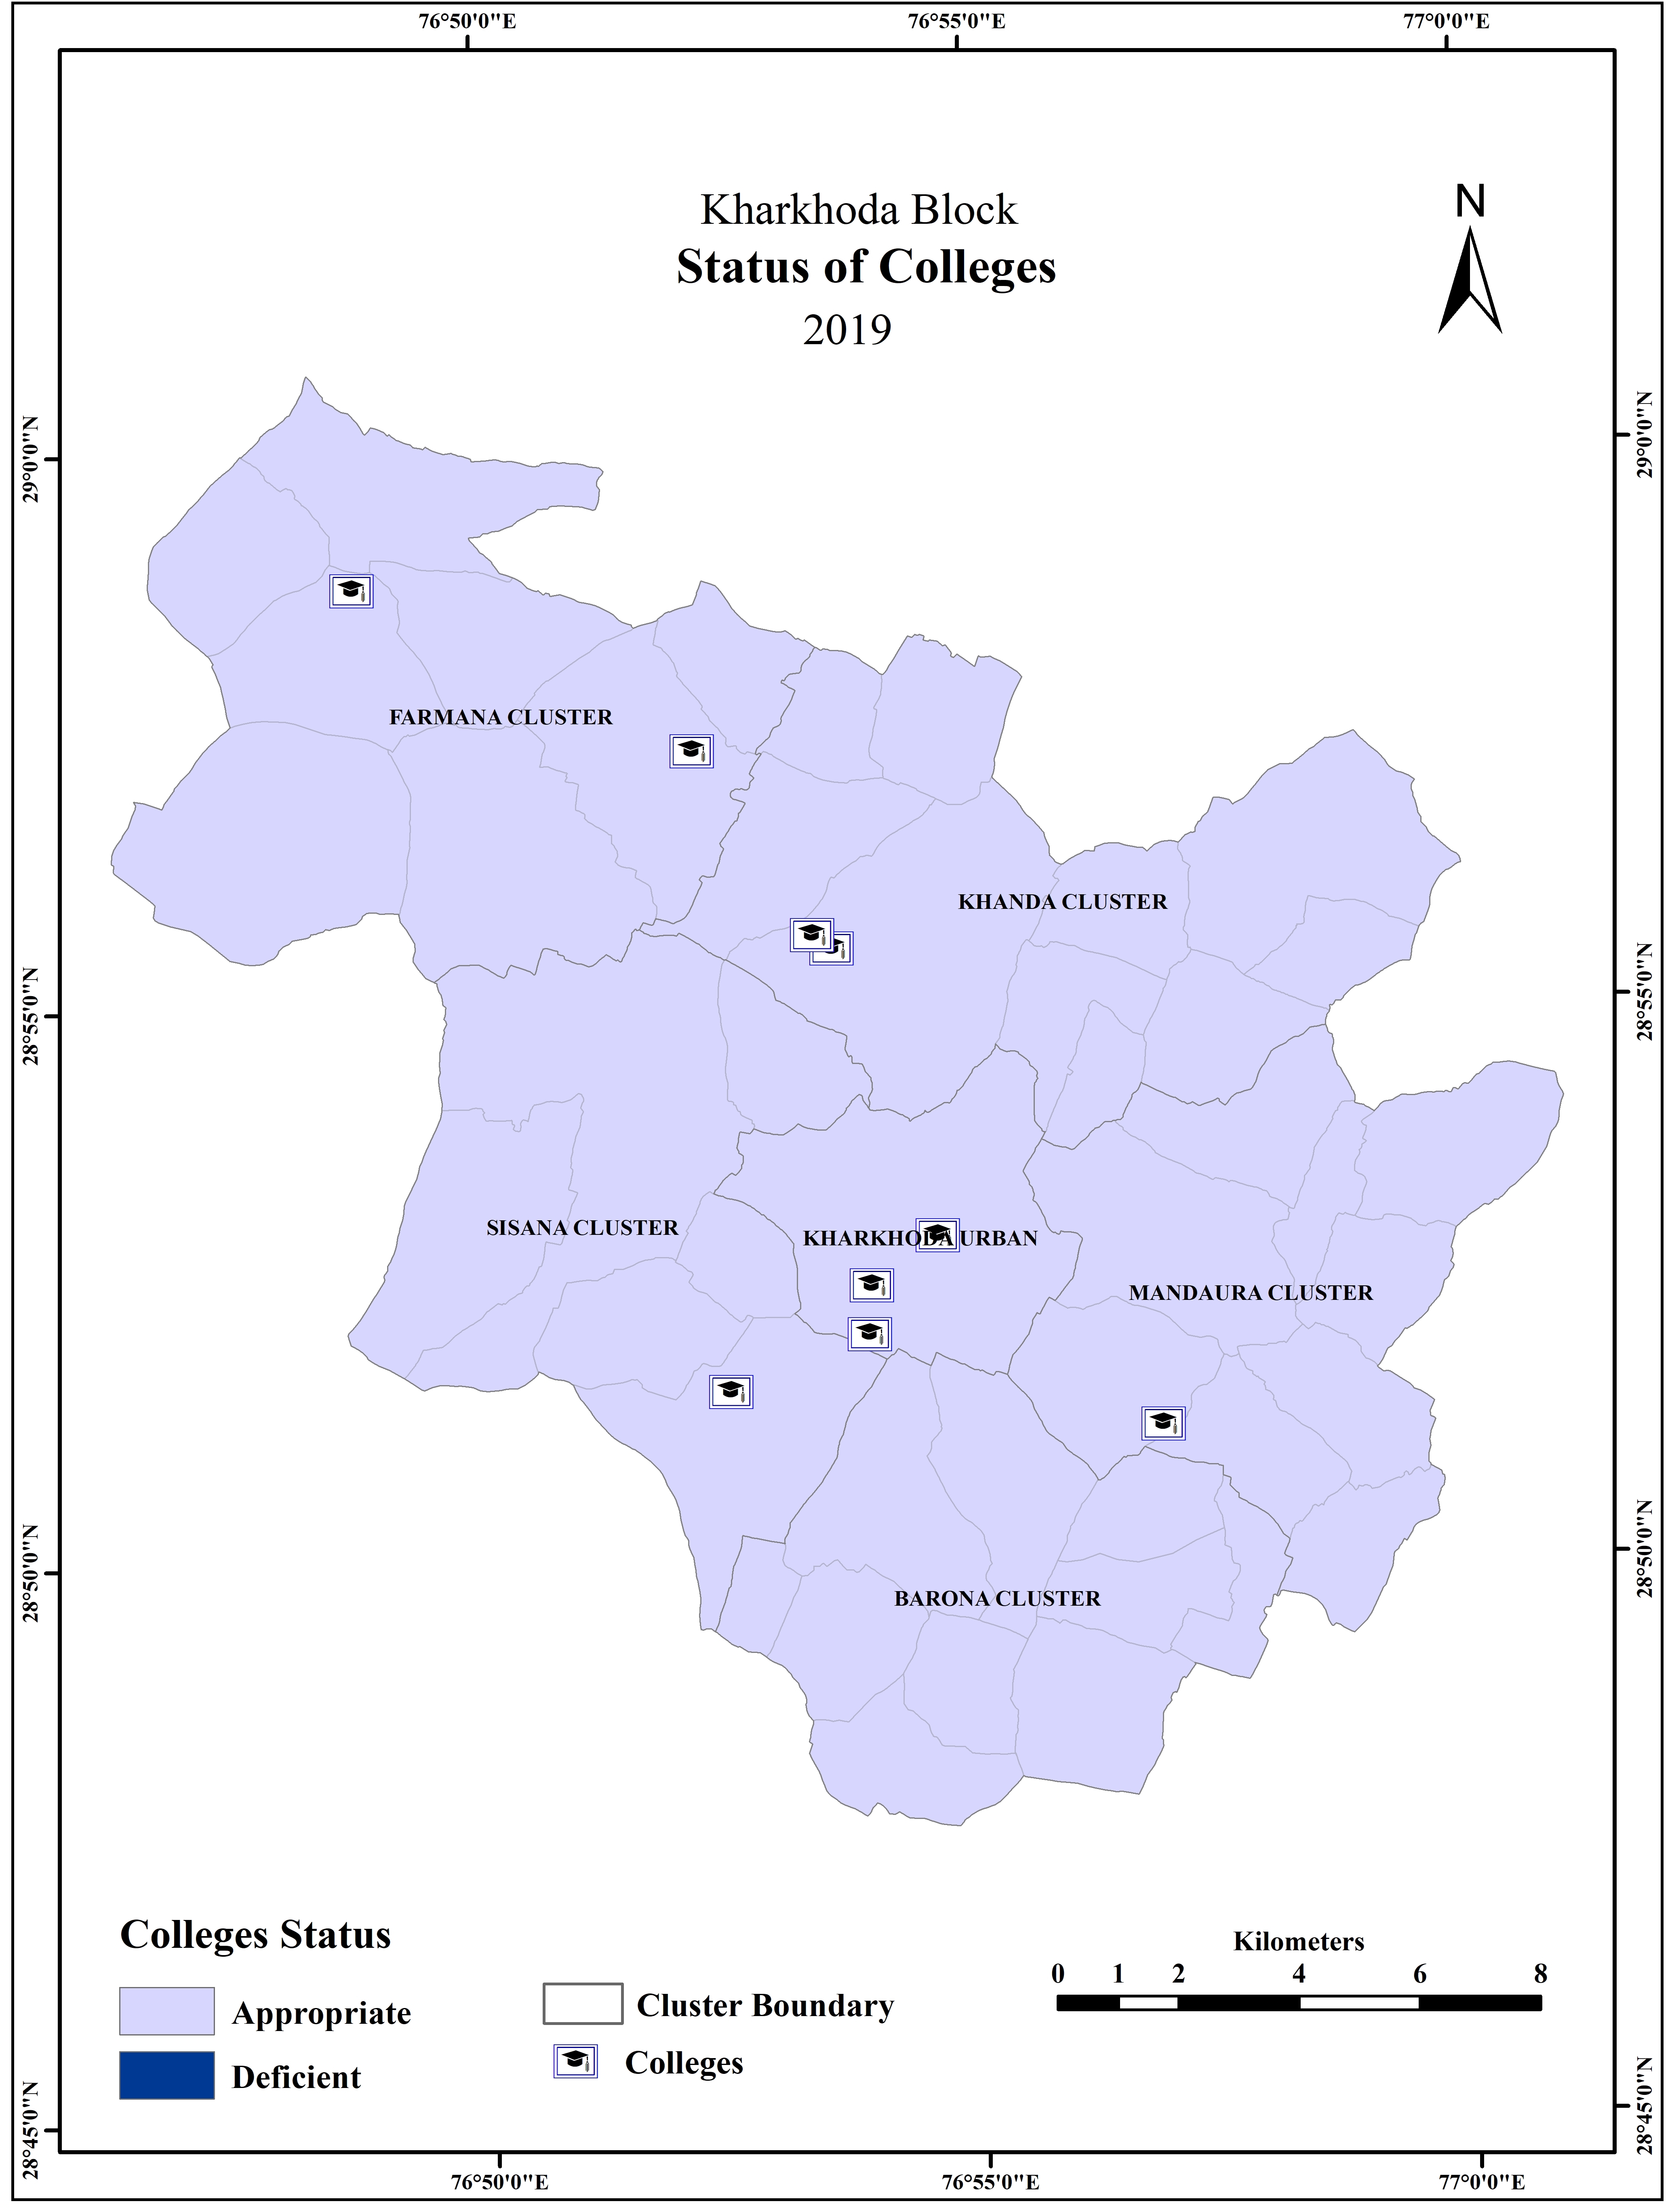 76°50'0"E 76°55'0"E 77°0'0"E
Kharkhoda Block
Status of Colleges
2019
N
29°0'0"N
29°0'0"N
FARMANA CLUSTER
KHANDA CLUSTER
28°55'0"N
28°55'0"N
SISANA CLUSTER
KHARKHODA URBAN
MANDAURA CLUSTER
28°50'0"N
28°50'0"N
BARONA CLUSTER
Colleges Status
Appropriate
Deficient
Cluster Boundary
Colleges
Kilometers
0 1 2 4 6 8
28°45'0"N
28°45'0"N
76°50'0"E 76°55'0"E 77°0'0"E